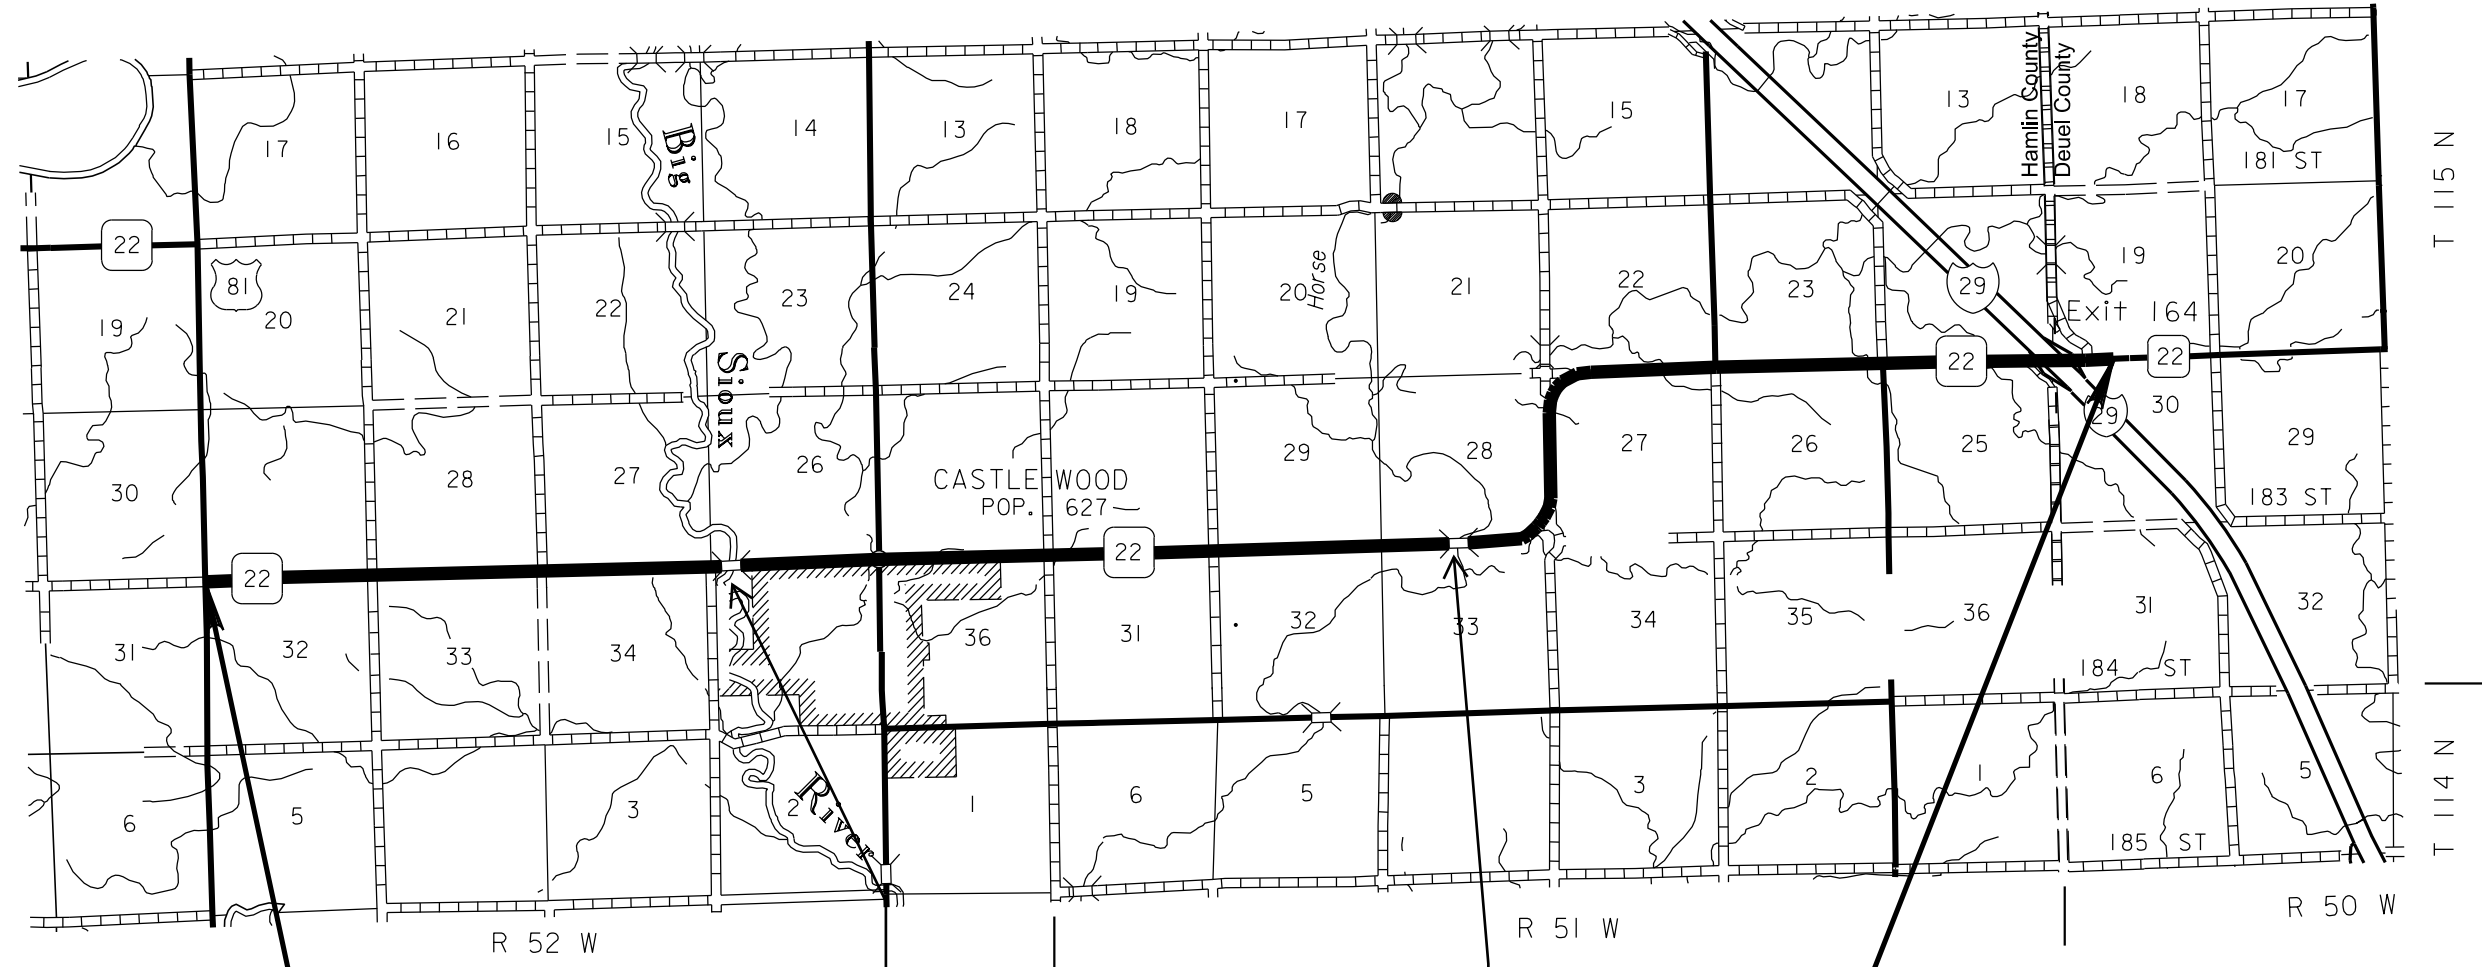 Hamlin County
Deuel County
13 18 17
17 16 15 14 13 18 17 15
Big
181 ST
T 115 N
22
81
19 20 21 22 23 24 19 20 21 22 23 19 20
Horse
29
Exit 164
22 22
Sioux
29
30 28 27 26 29 28 27 26 25 30 29
CASTLEWOOD
POP. 627
183 ST
22
22
31 32 33 34 36 31 32 33 34 35 36 31 32
184 ST
6 5 3 2 1 6 5 3 2 1 6 5
River
185 ST
T 114 N
R 52 W
R 51 W
R 50 W